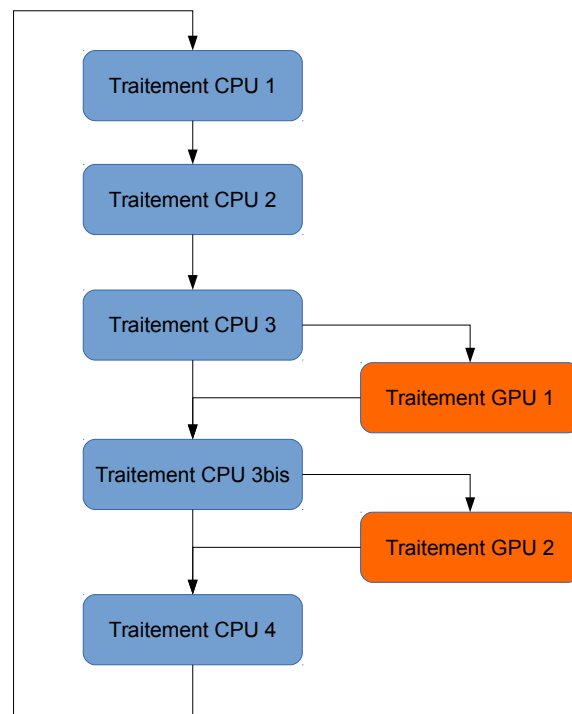 Traitement CPU 1
Traitement CPU 2
Traitement CPU 3
Traitement GPU 1
Traitement CPU 3bis
Traitement GPU 2
Traitement CPU 4